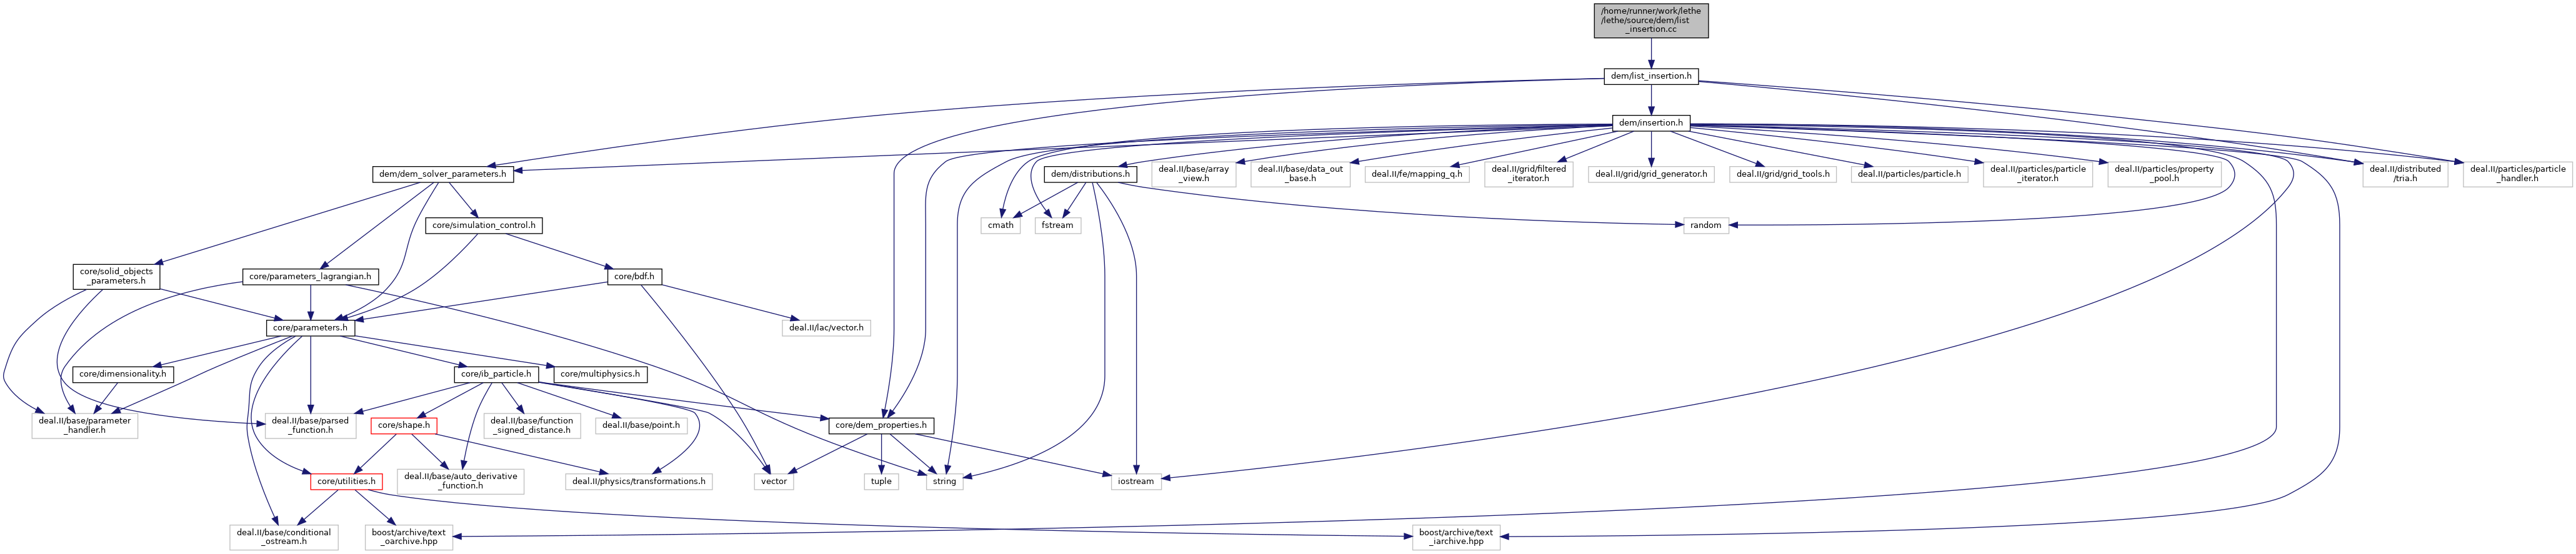 /home/runner/work/lethe
/lethe/source/dem/list
_insertion.cc
dem/list_insertion.h
dem/insertion.h
dem/dem_solver_parameters.h
dem/distributions.h
deal.II/base/array
_view.h
deal.II/base/data_out
_base.h
deal.II/fe/mapping_q.h
deal.II/grid/filtered
_iterator.h
deal.II/grid/grid_generator.h
deal.II/grid/grid_tools.h
deal.II/particles/particle.h
deal.II/particles/particle
_iterator.h
deal.II/particles/property
_pool.h
deal.II/distributed
/tria.h
deal.II/particles/particle
_handler.h
core/simulation_control.h
cmath
fstream
random
core/solid_objects
_parameters.h
core/parameters_lagrangian.h
core/bdf.h
core/parameters.h
deal.II/lac/vector.h
core/dimensionality.h
core/ib_particle.h
core/multiphysics.h
deal.II/base/parameter
_handler.h
deal.II/base/parsed
_function.h
core/shape.h
deal.II/base/function
_signed_distance.h
deal.II/base/point.h
core/dem_properties.h
core/utilities.h
deal.II/base/auto_derivative
_function.h
deal.II/physics/transformations.h
vector
tuple
string
iostream
deal.II/base/conditional
_ostream.h
boost/archive/text
_oarchive.hpp
boost/archive/text
_iarchive.hpp